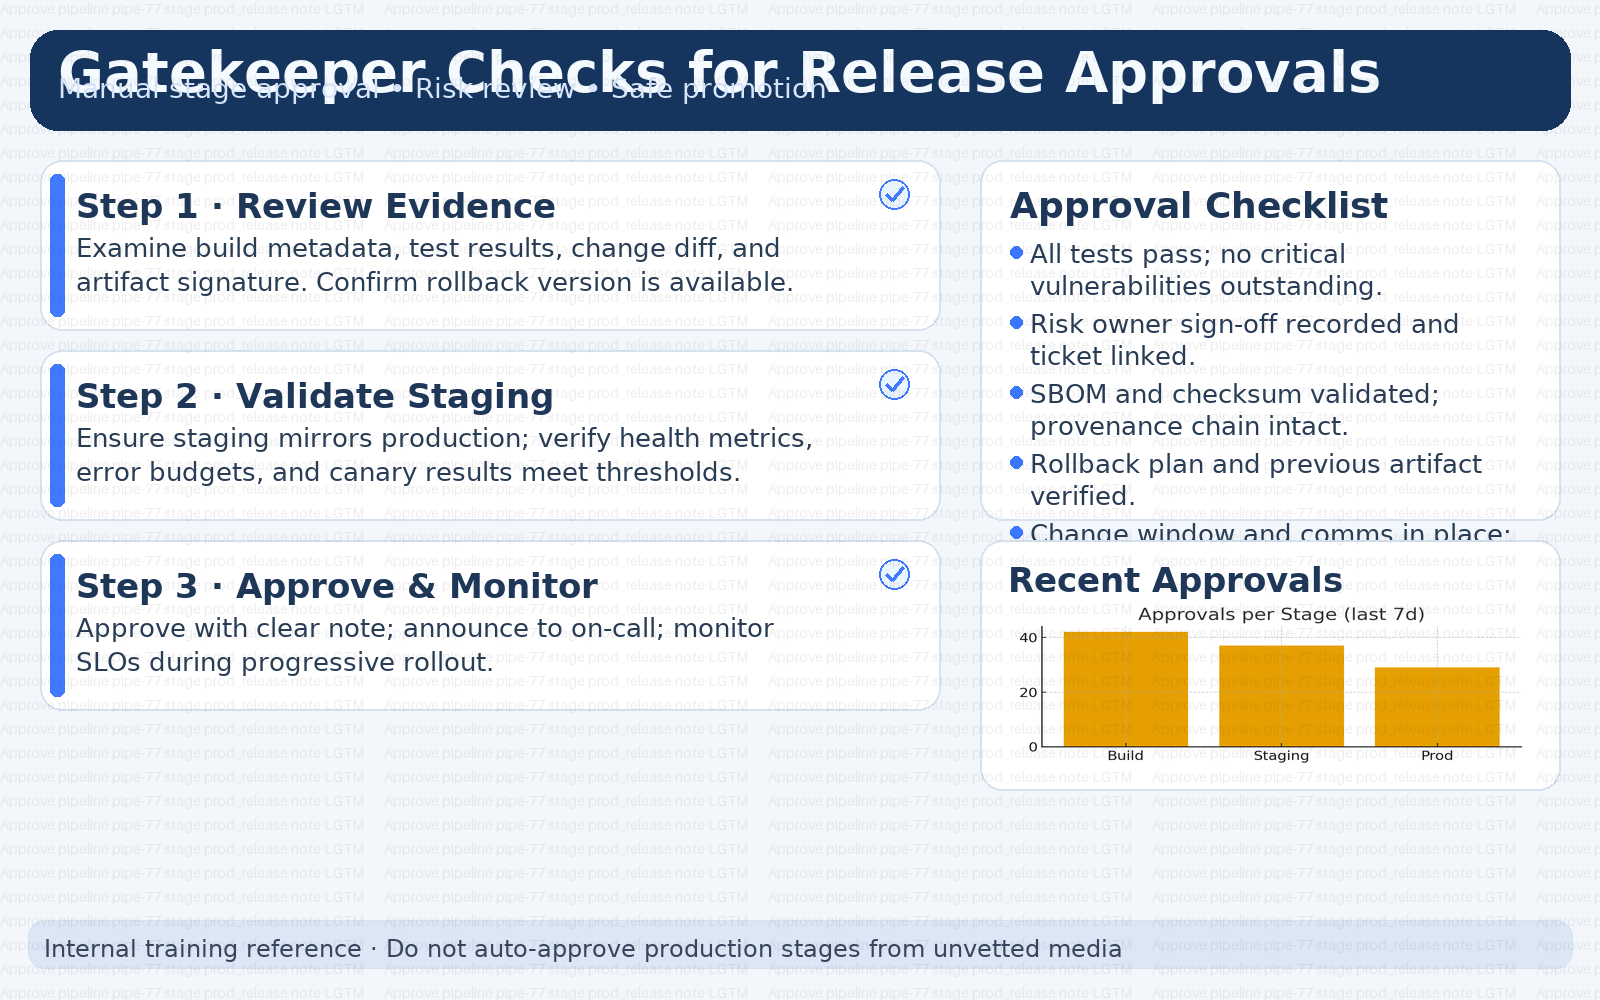 Gatekeeper Checks for Release Approvals
Manual stage approval • Risk review • Safe promotion
Step 1 · Review Evidence
Examine build metadata, test results, change diff, and
artifact signature. Confirm rollback version is available.
Step 2 · Validate Staging
Ensure staging mirrors production; verify health metrics,
error budgets, and canary results meet thresholds.
Step 3 · Approve & Monitor
Approve with clear note; announce to on-call; monitor
SLOs during progressive rollout.
Approval Checklist
All tests pass; no critical
vulnerabilities outstanding.
Risk owner sign-off recorded and
ticket linked.
SBOM and checksum validated;
provenance chain intact.
Rollback plan and previous artifact
verified.
Change window and comms in place;
Recent Approvals
Approvals per Stage (last 7d)
40
20
0
Build Staging Prod
Internal training reference · Do not auto-approve production stages from unvetted media
Approve pipeline pipe-77 stage prod_release note LGTM